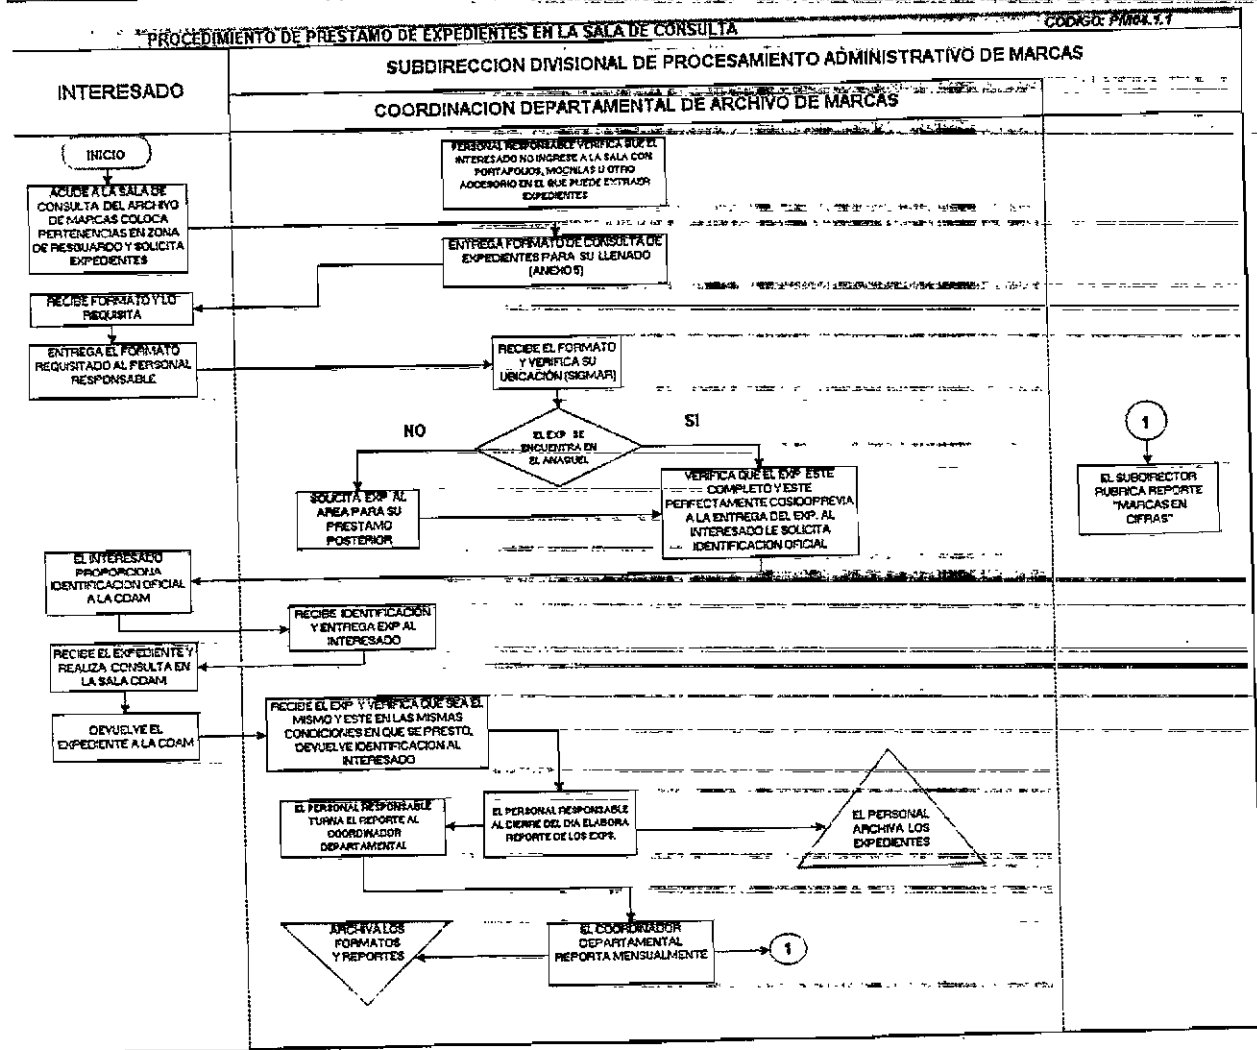 PROCEDIMIENTO DE PRESTAMO DE EXPEDIENTES EN LA SALA DE CONSULTA
CODIGO: PM04.1.1
INTERESADO
SUBDIRECCION DIVISIONAL DE PROCESAMIENTO ADMINISTRATIVO DE MARCAS
COORDINACION DEPARTAMENTAL DE ARCHIVO DE MARCAS
INICIO
PERSONAL RESPONSABLE VERIFICA QUE EL
INTERESADO NO INGRESE A LA SALA CON
PORTAFOLIOS, MOCHILAS U OTRO
ACCESORIO EN EL QUE PUEDE EXTRAER
EXPEDIENTES
ACUDE A LA SALA DE
CONSULTA DEL ARCHIVO
DE MARCAS COLOCA
PERTENENCIAS EN ZONA
DE RESGUARDO Y SOLICITA
EXPEDIENTES
ENTREGA FORMATO DE CONSULTA DE
EXPEDIENTES PARA SU LLENADO
(ANEXO 5)
RECIBE FORMATO Y LO
REQUISITA
ENTREGA EL FORMATO
REQUISITADO AL PERSONAL
RESPONSABLE
RECIBE EL FORMATO
Y VERIFICA SU
UBICACIÓN (SIGMAR)
NO
SI
EL EXP SE
ENCUENTRA EN
EL ANAQUEL
1
SOLICITA EXP AL
AREA PARA SU
PRESTAMO
POSTERIOR
VERIFICA QUE EL EXP ESTE
COMPLETO Y ESTE
PERFECTAMENTE COSIDO PREVIA
A LA ENTREGA DEL EXP. AL
INTERESADO LE SOLICITA
IDENTIFICACION OFICIAL
EL SUBDIRECTOR
RUBRICA REPORTE
"MARCAS EN
CIFRAS"
EL INTERESADO
PROPORCIONA
IDENTIFICACION OFICIAL
A LA CDAM
RECIBE IDENTIFICACIÓN
Y ENTREGA EXP AL
INTERESADO
RECIBE EL EXPEDIENTE Y
REALIZA CONSULTA EN
LA SALA CDAM
DEVUELVE EL
EXPEDIENTE A LA CDAM
RECIBE EL EXP Y VERIFICA QUE SEA EL
MISMO Y ESTE EN LAS MISMAS
CONDICIONES EN QUE SE PRESTO,
DEVUELVE IDENTIFICACION AL
INTERESADO
EL PERSONAL RESPONSABLE
TURNA EL REPORTE AL
COORDINADOR
DEPARTAMENTAL
EL PERSONAL RESPONSABLE
AL CIERRE DEL DIA ELABORA
REPORTE DE LOS EXPS.
EL PERSONAL
ARCHIVA LOS
EXPEDIENTES
ARCHIVA LOS
FORMATOS
Y REPORTES
EL COORDINADOR
DEPARTAMENTAL
REPORTA MENSUALMENTE
1